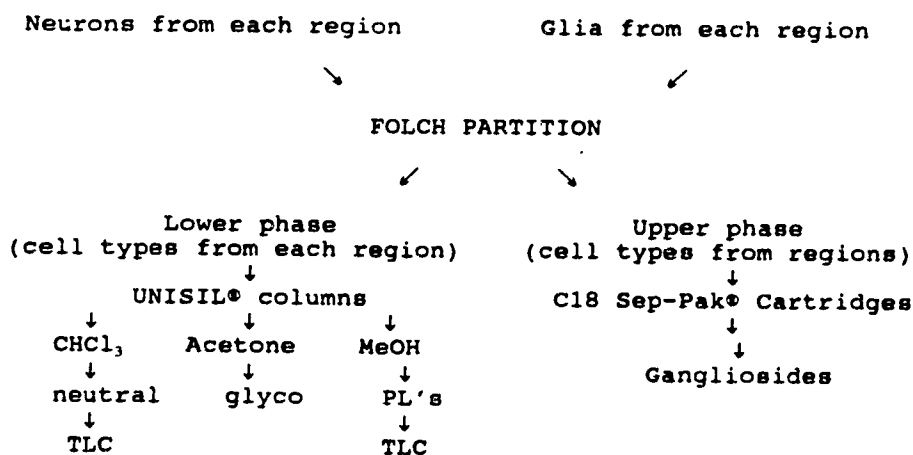 Neurons from each region Glia from each region
↘ ↙
FOLCH PARTITION
↙ ↘
Lower phase Upper phase
(cell types from each region) (cell types from regions)
↓ ↓
UNISIL® columns C18 Sep-Pak® Cartridges
↓ ↓ ↓ ↓
CHCl₃ Acetone MeOH ↓
↓ ↓ ↓ Gangliosides
neutral glyco PL's
↓ ↓
TLC TLC